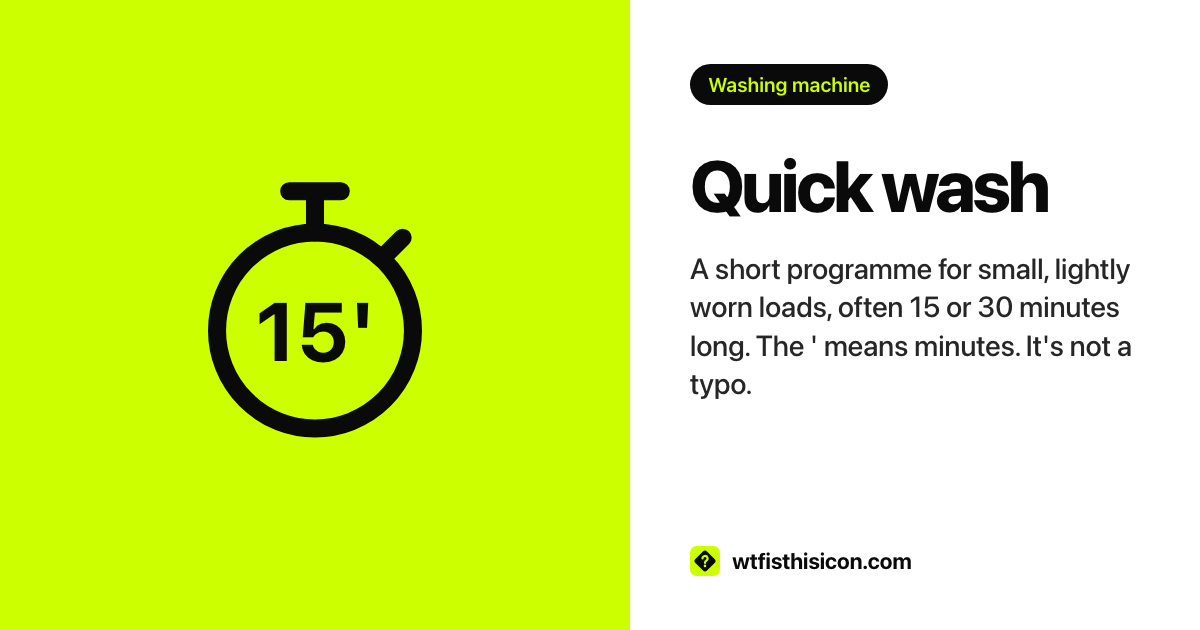 15'
Washing machine
Quick wash
A short programme for small, lightly
worn loads, often 15 or 30 minutes
long. The ' means minutes. It's not a
typo.
?
wtfisthisicon.com